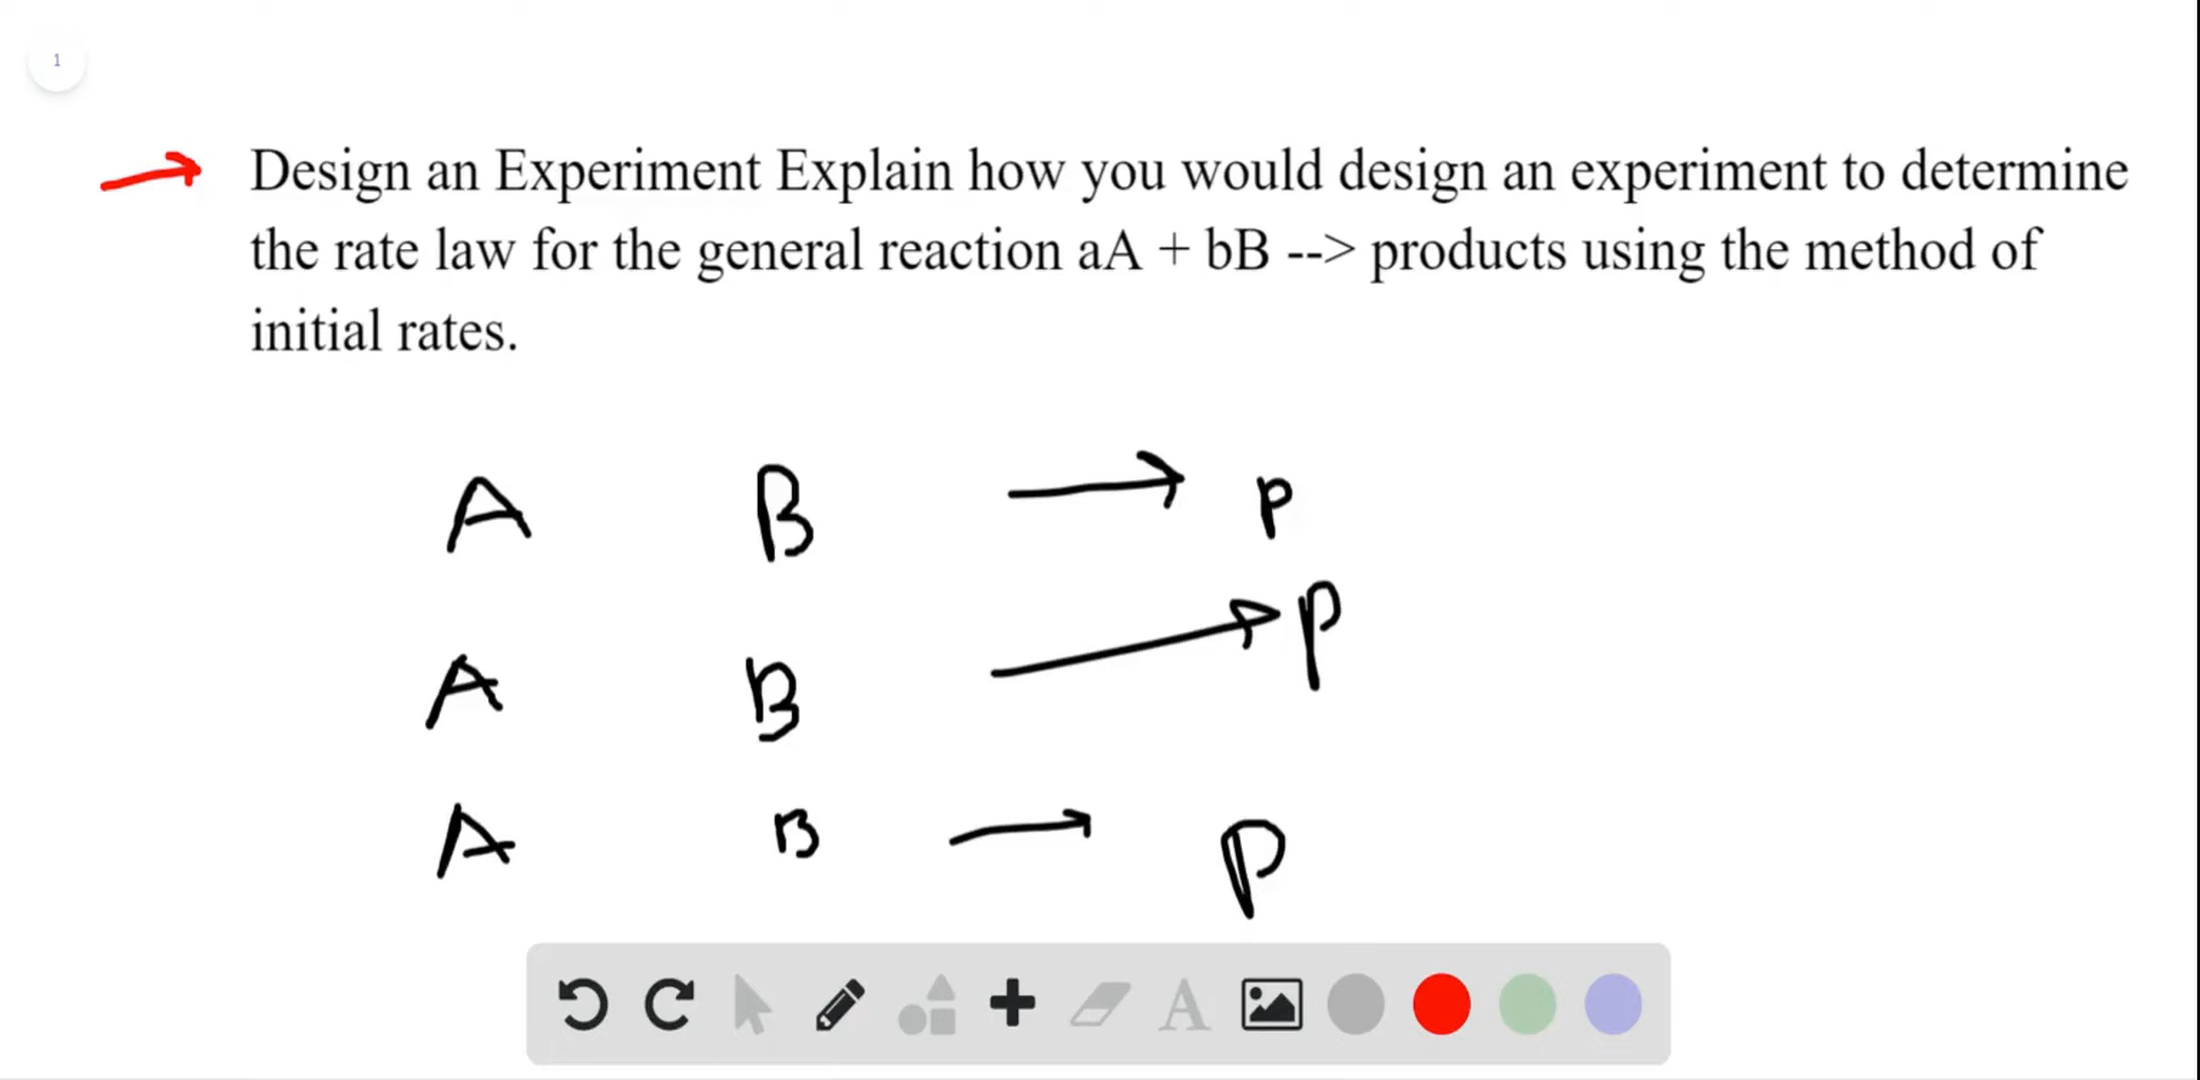 1
Design an Experiment Explain how you would design an experiment to determine
the rate law for the general reaction aA + bB --> products using the method of
initial rates.
A B → P
A B → P
A B → P
A